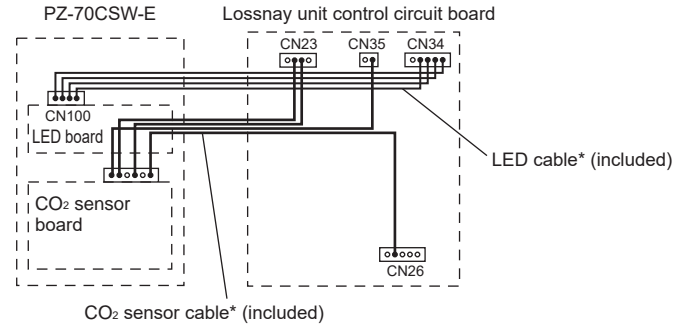 PZ-70CSW-E
Lossnay unit control circuit board
CN23
CN35
CN34
CN100
LED board
LED cable* (included)
CO₂ sensor
board
CN26
CO₂ sensor cable* (included)